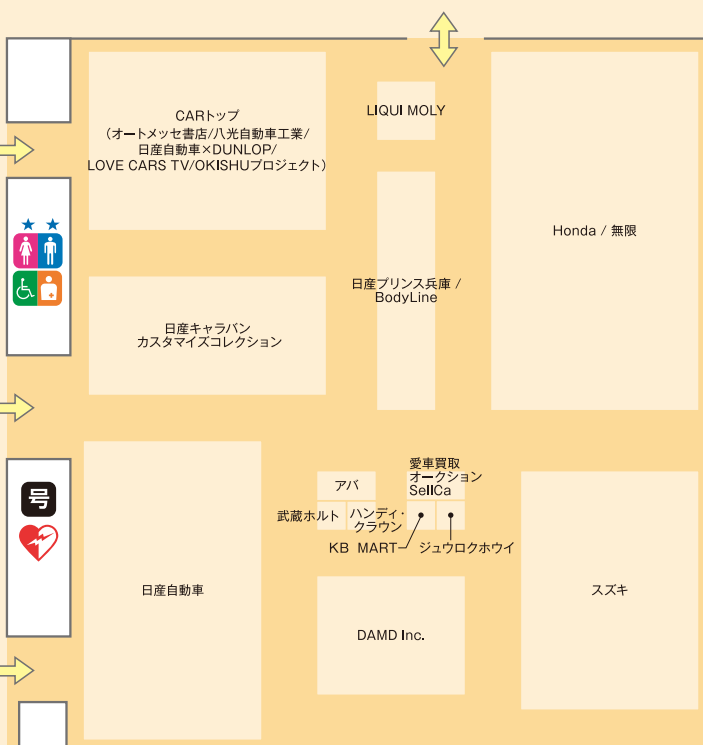 CARトップ
(オートメッセ書店/八光自動車工業/
日産自動車×DUNLOP/
LOVE CARS TV/OKISHUプロジェクト)
LIQUI MOLY
Honda / 無限
日産プリンス兵庫 /
BodyLine
日産キャラバン
カスタマイズコレクション
愛車買取
オークション
SellCa
アバ
武蔵ホルト
ハンディ・
クラウン
KB MART
ジュウロクホウイ
号
日産自動車
スズキ
DAMD Inc.